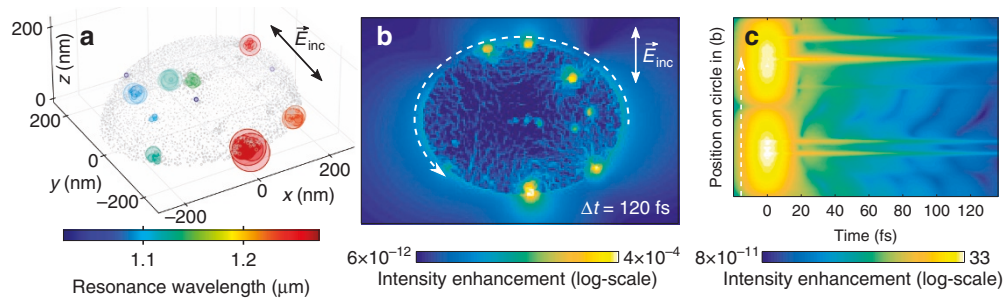 a
E⃗inc
z (nm)
200
100
0
200
0
−200
y (nm)
−200
0
200
x (nm)
1.1
1.2
Resonance wavelength (μm)
b
E⃗inc
Δt = 120 fs
6×10⁻¹²
4×10⁻⁴
Intensity enhancement (log-scale)
c
Position on circle in (b)
0
20
40
60
80
100
120
Time (fs)
8×10⁻¹¹
33
Intensity enhancement (log-scale)